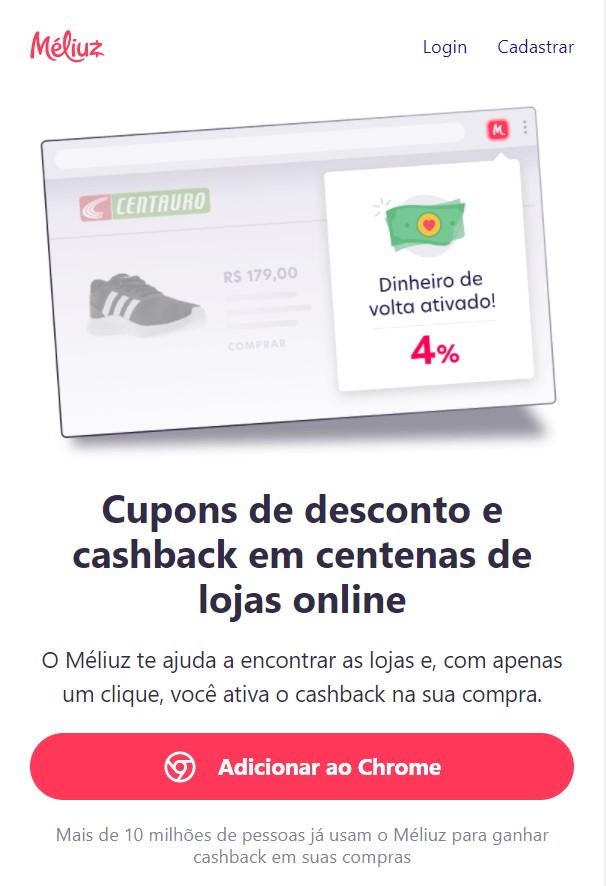 Méliuz
Login
Cadastrar
M
CENTAURO
R$ 179,00
COMPRAR
Dinheiro de
volta ativado!
4%
Cupons de desconto e
cashback em centenas de
lojas online
O Méliuz te ajuda a encontrar as lojas e, com apenas
um clique, você ativa o cashback na sua compra.
Adicionar ao Chrome
Mais de 10 milhões de pessoas já usam o Méliuz para ganhar
cashback em suas compras